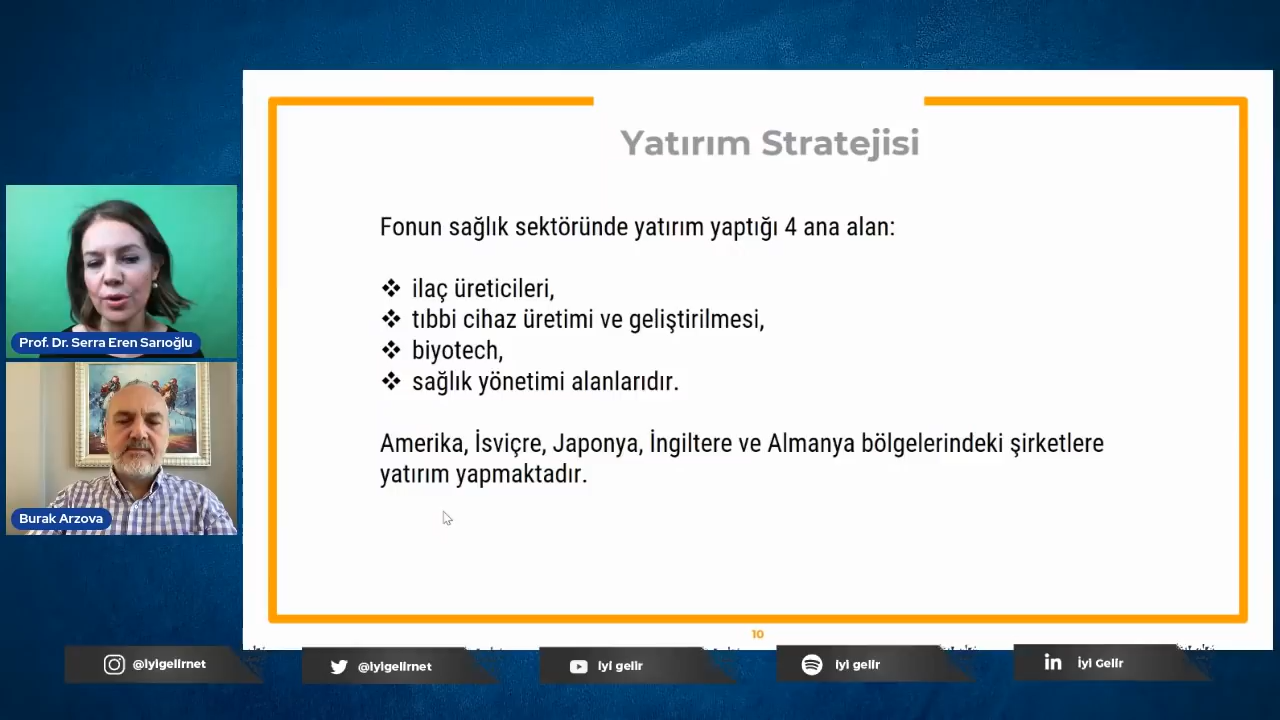 Yatırım Stratejisi
Fonun sağlık sektöründe yatırım yaptığı 4 ana alan:
❖ ilaç üreticileri,
❖ tıbbi cihaz üretimi ve geliştirilmesi,
❖ biyotech,
❖ sağlık yönetimi alanlarıdır.
Amerika, İsviçre, Japonya, İngiltere ve Almanya bölgelerindeki şirketlere
yatırım yapmaktadır.
10
Prof. Dr. Serra Eren Sarıoğlu
Burak Arzova
@iyigelirnet
@iyigelirnet
iyi gelir
iyi gelir
İyi Gelir